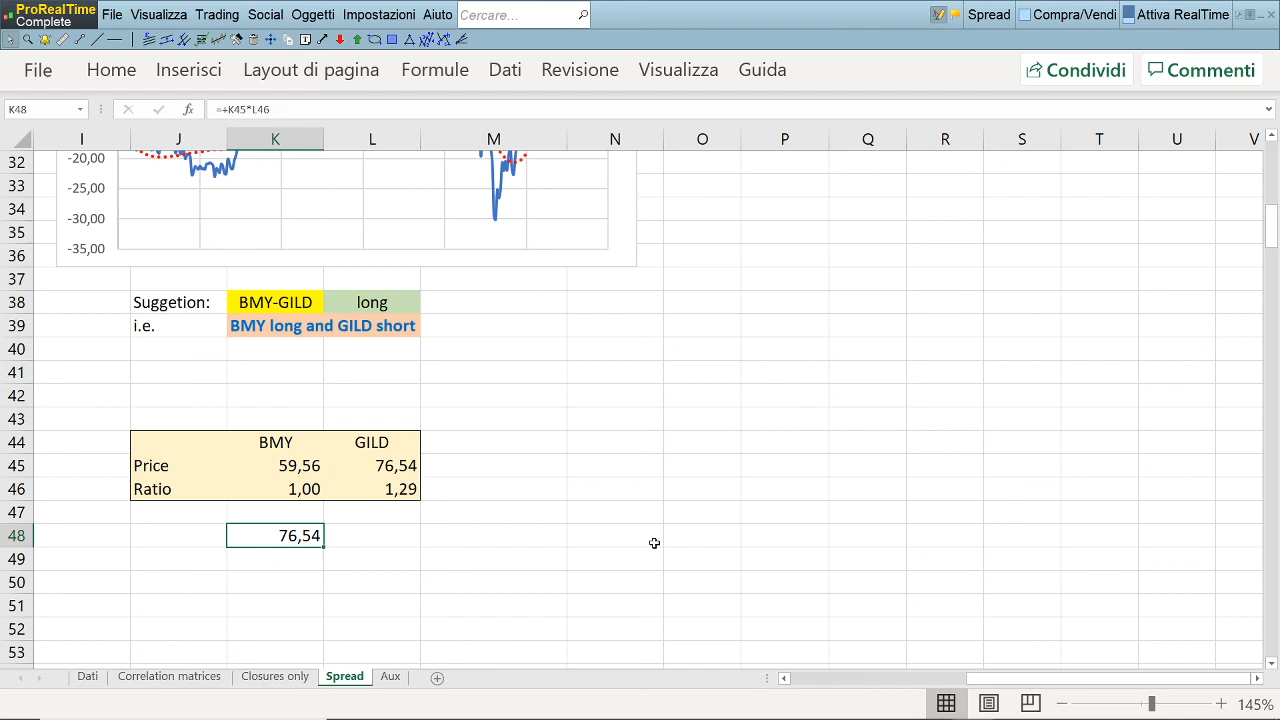 ProRealTime
Complete
File Visualizza Trading Social Oggetti Impostazioni Aiuto Cercare... Spread Compra/Vendi Attiva RealTime
File Home Inserisci Layout di pagina Formule Dati Revisione Visualizza Guida Condividi Commenti
K48 fx =+K45*L46
I J K L M N O P Q R S T U V
32 -20,00
33 -25,00
34 -30,00
35 -35,00
36
37
38 Suggetion: BMY-GILD long
39 i.e. BMY long and GILD short
40
41
42
43
44 BMY GILD
45 Price 59,56 76,54
46 Ratio 1,00 1,29
47
48 76,54
49
50
51
52
53
Dati Correlation matrices Closures only Spread Aux
145%